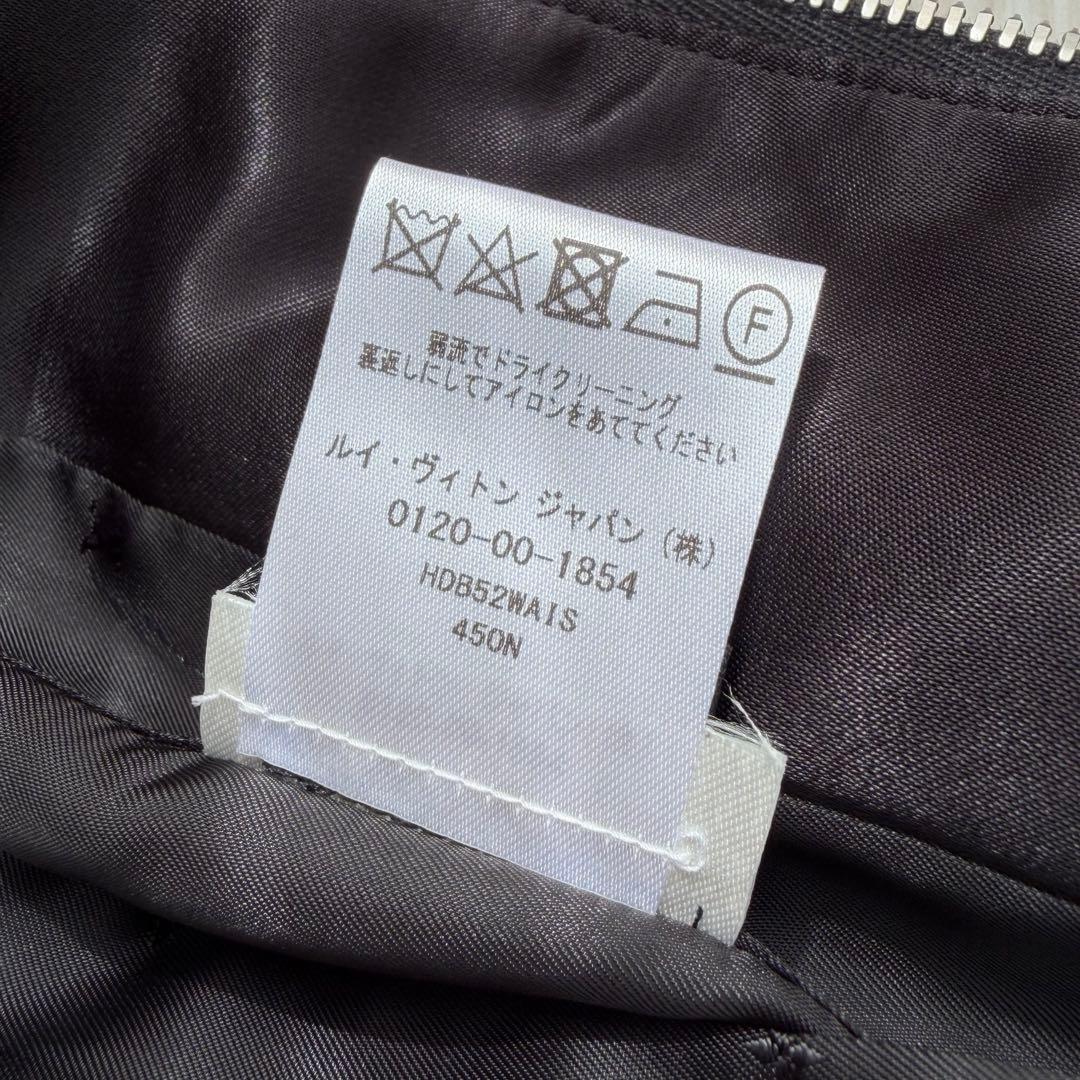 F
弱流でドライクリーニング
裏返しにしてアイロンをあててください
ルイ・ヴィトン ジャパン (株)
0120-00-1854
HDB52WAIS
450N